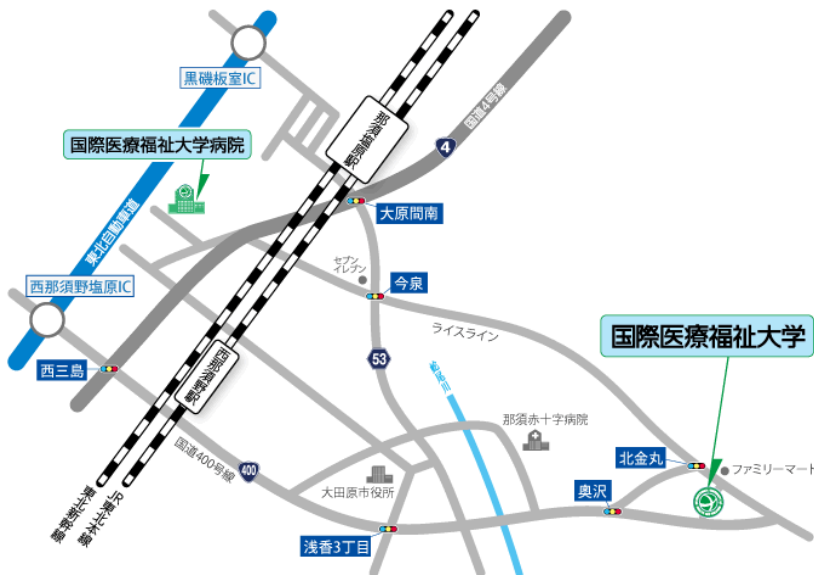 黒磯板室IC
国道4号線
那須塩原駅
4
国際医療福祉大学病院
大原間南
東北自動車道
セブン
イレブン
今泉
西那須野塩原IC
ライスライン
国際医療福祉大学
53
西三島
西那須野駅
蛇尾川
那須赤十字病院
国道400号線
400
北金丸
ファミリーマート
大田原市役所
奥沢
JR東北本線
東北新幹線
浅香3丁目